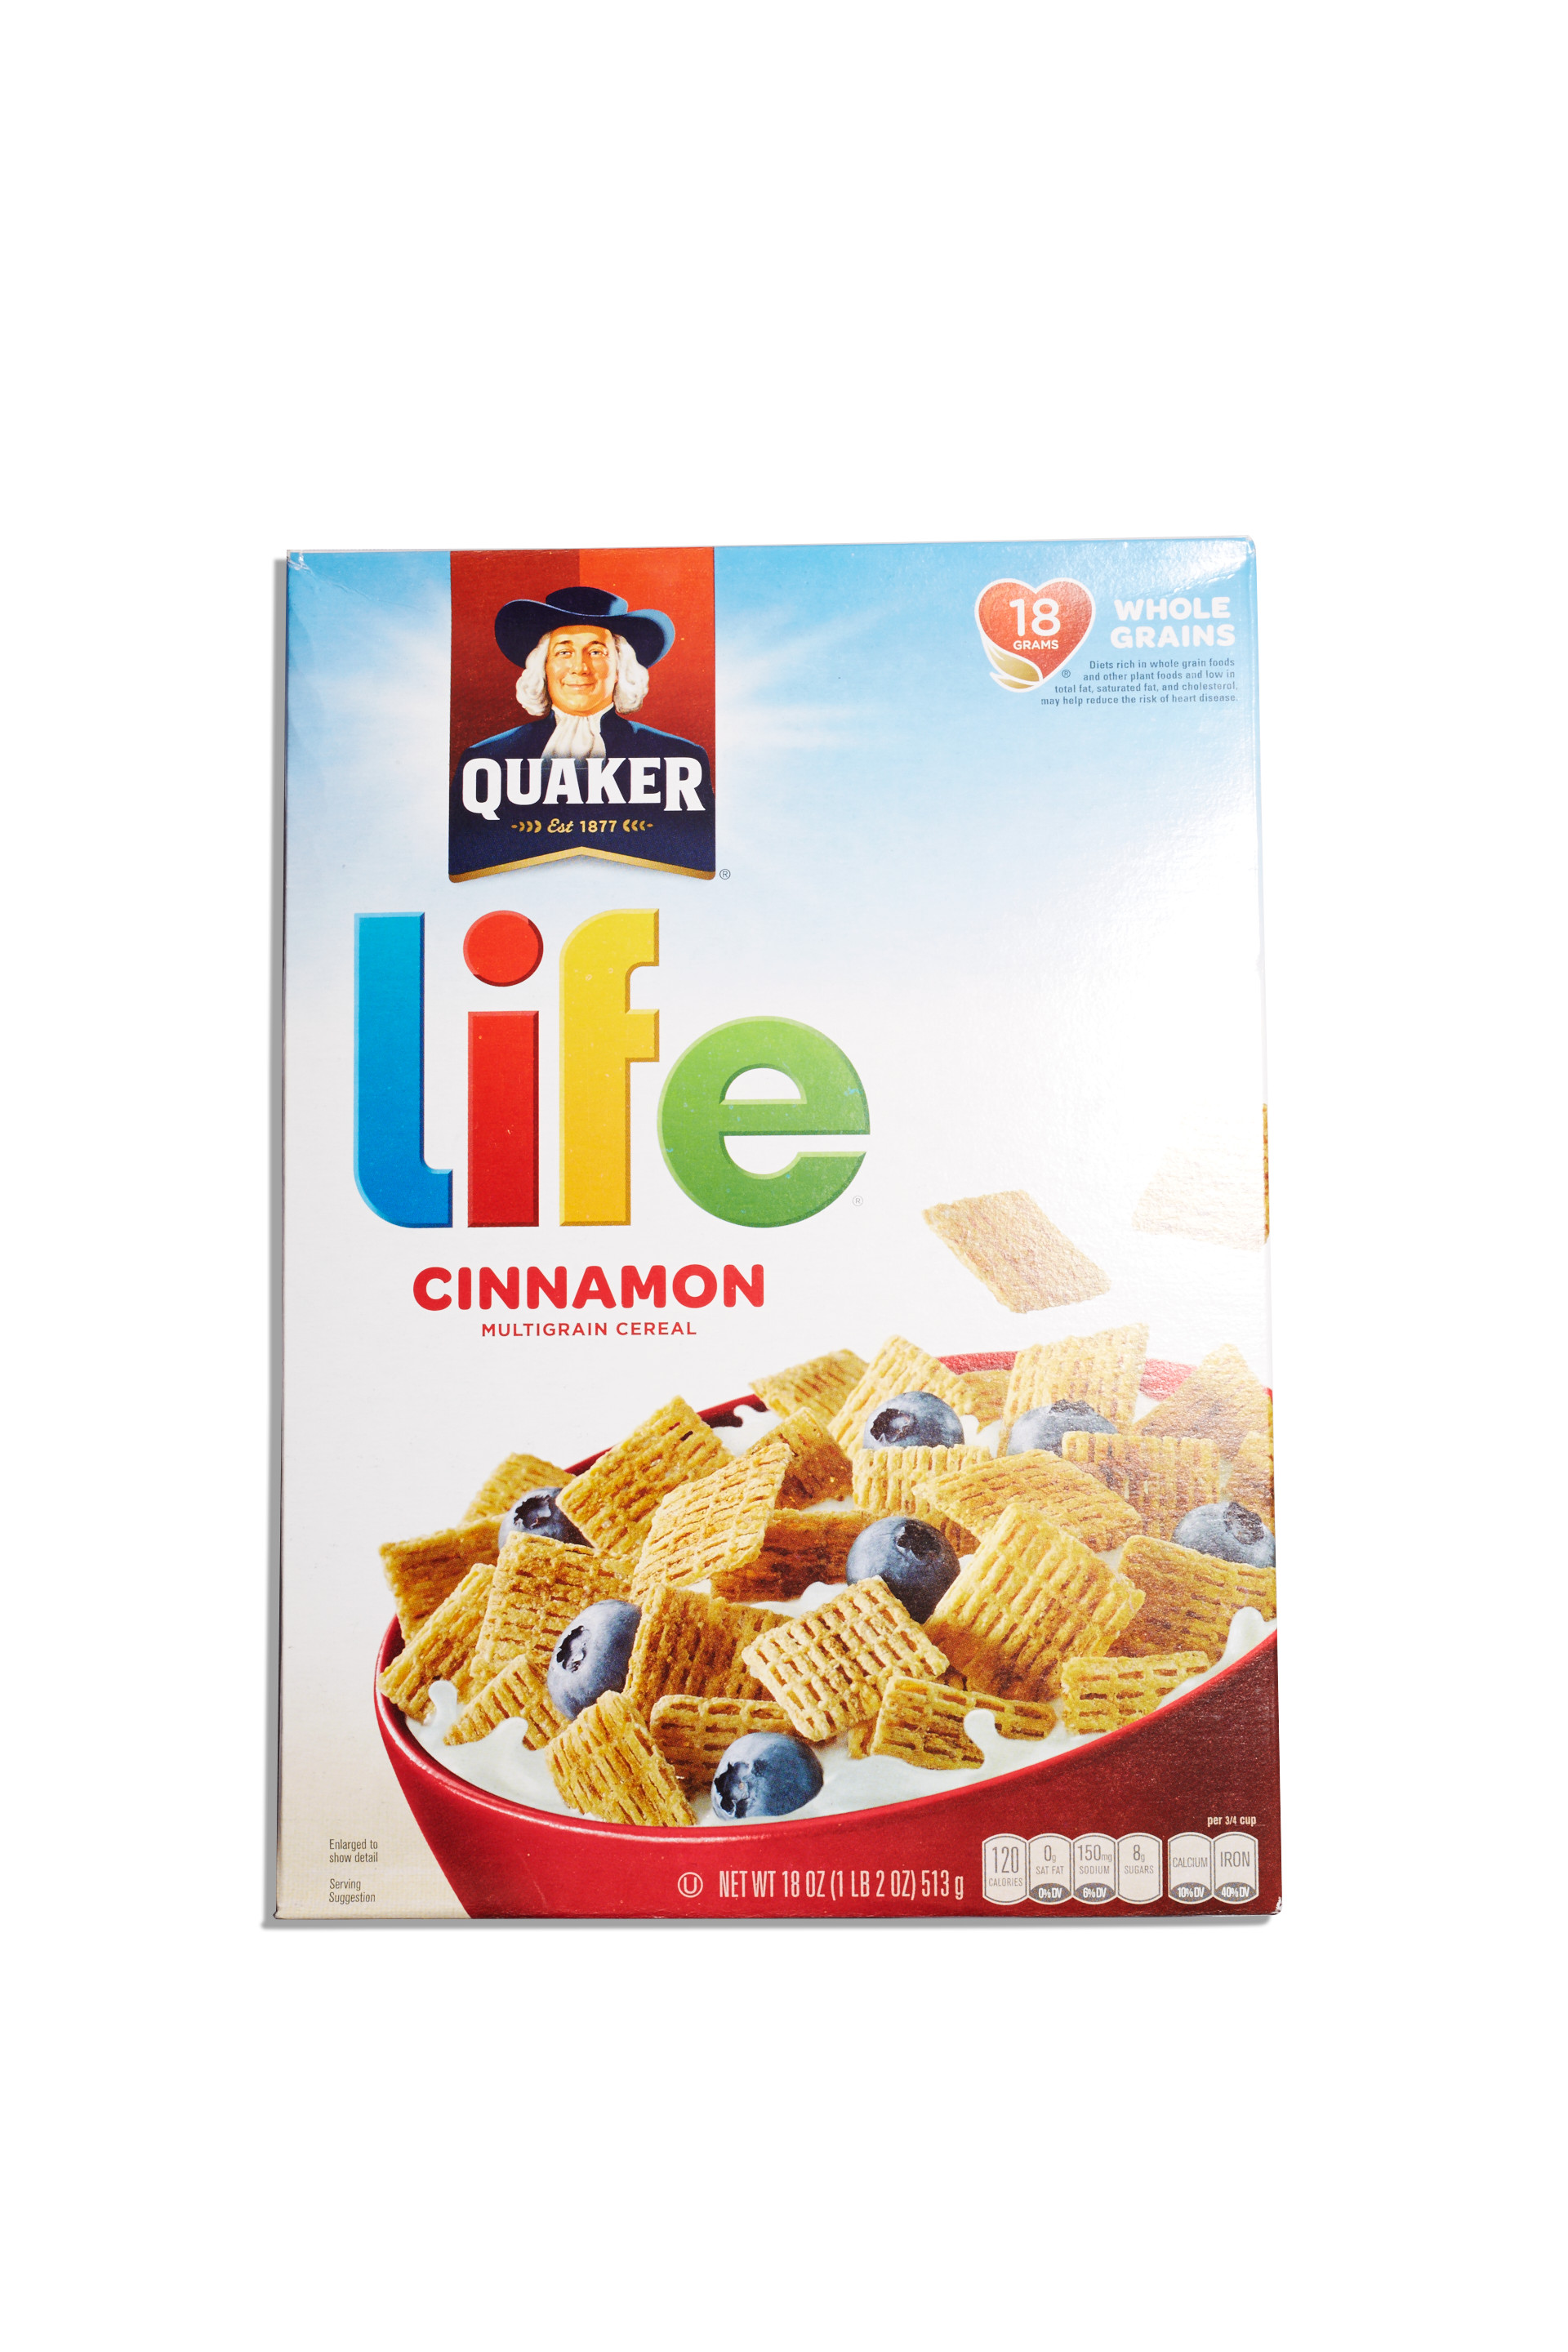 18
GRAMS
WHOLE
GRAINS
Diets rich in whole grain foods
and other plant foods and low in
total fat, saturated fat, and cholesterol,
may help reduce the risk of heart disease.
®
QUAKER
Est 1877
®
life
®
CINNAMON
MULTIGRAIN CEREAL
Enlarged to
show detail
Serving
Suggestion
U NET WT 18 OZ (1 LB 2 OZ) 513 g
per 3/4 cup
120
CALORIES
0g
SAT FAT
0% DV
150mg
SODIUM
6% DV
8g
SUGARS
CALCIUM
10% DV
IRON
40% DV